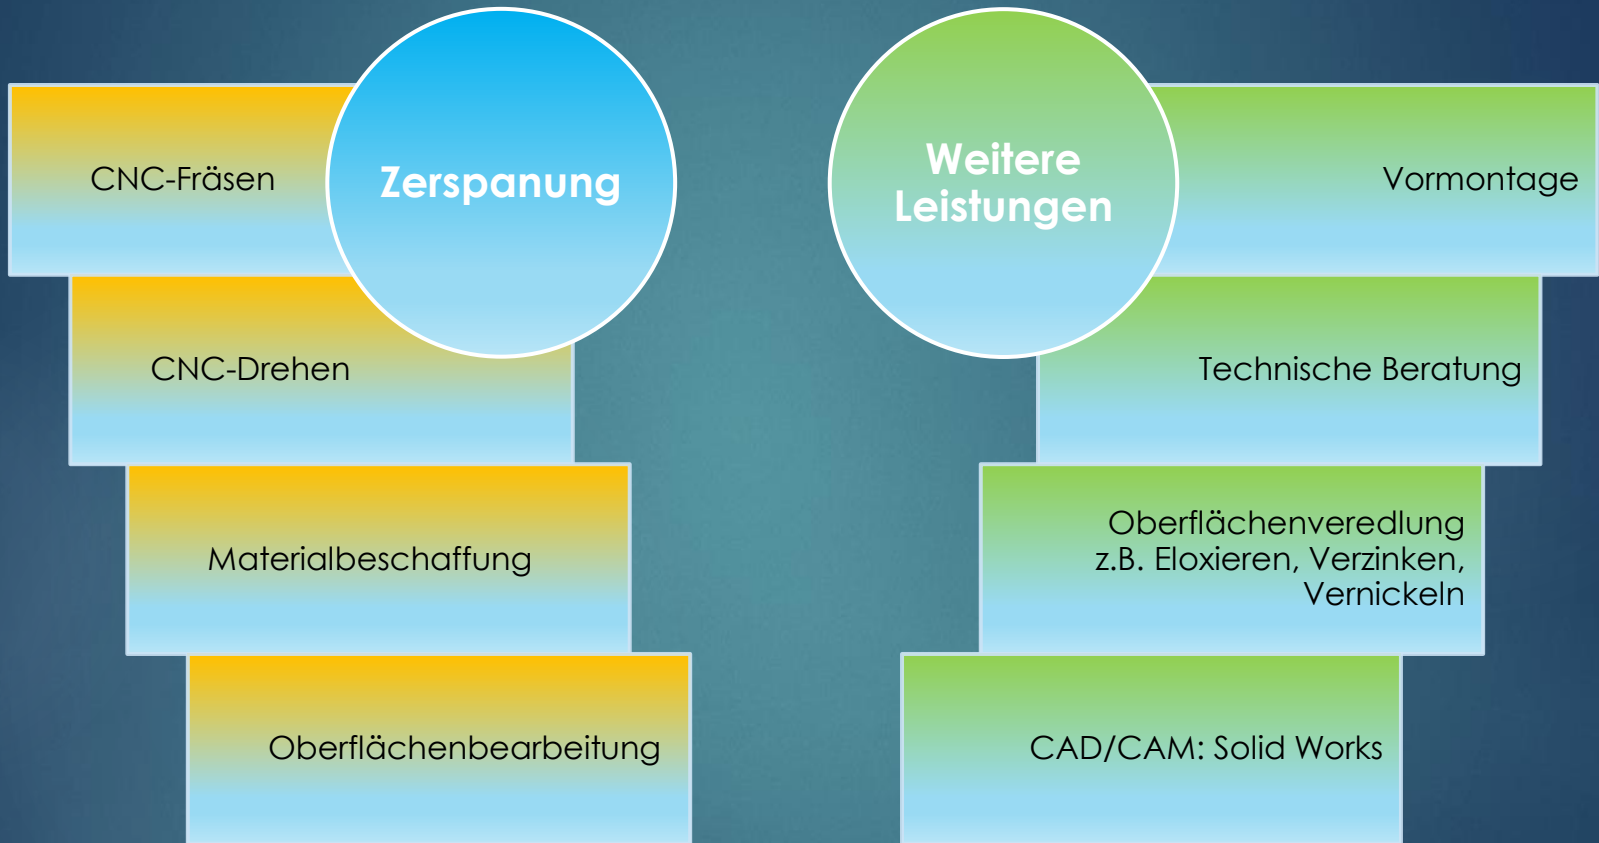 Zerspanung
CNC-Fräsen
CNC-Drehen
Materialbeschaffung
Oberflächenbearbeitung
Weitere
Leistungen
Vormontage
Technische Beratung
Oberflächenveredlung
z.B. Eloxieren, Verzinken,
Vernickeln
CAD/CAM: Solid Works